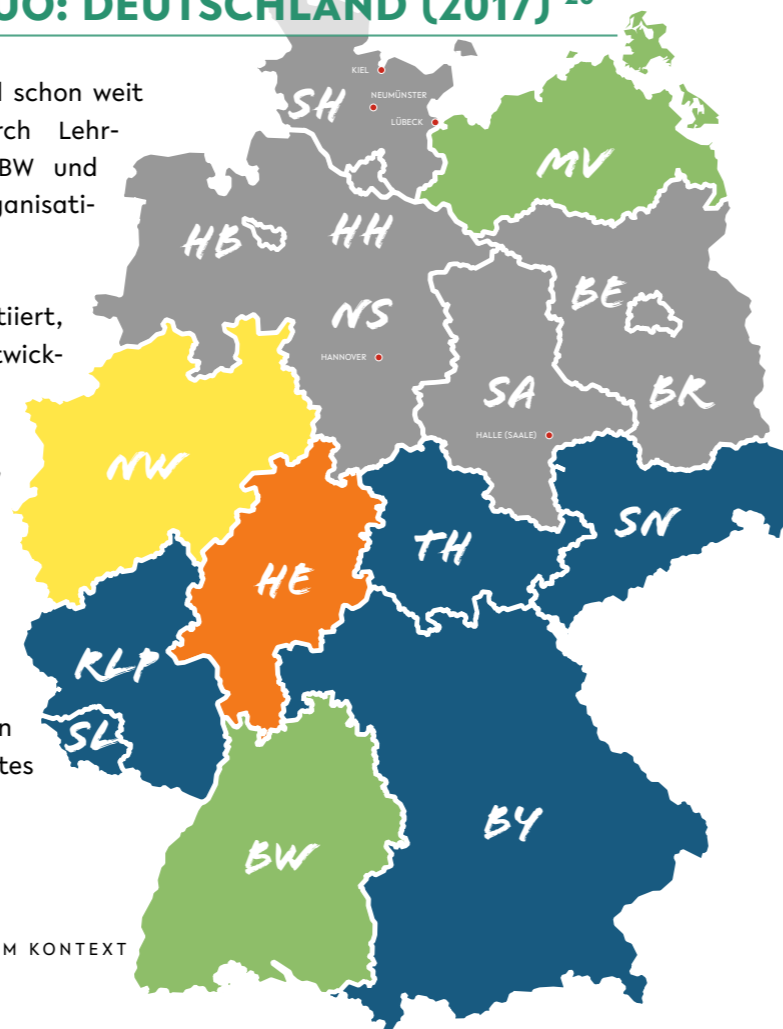 UO: DEUTSCHLAND (2017) 20
schon weit
rch Lehr-
BW und
ganisati-
tiiert,
twick-
n
tes
M KONTEXT
KIEL
NEUMÜNSTER
SH
LÜBECK
MV
HH
HB
BE
NS
HANNOVER
SA
BR
HALLE (SAALE)
NW
SN
TH
HE
RLP
SL
BY
BW